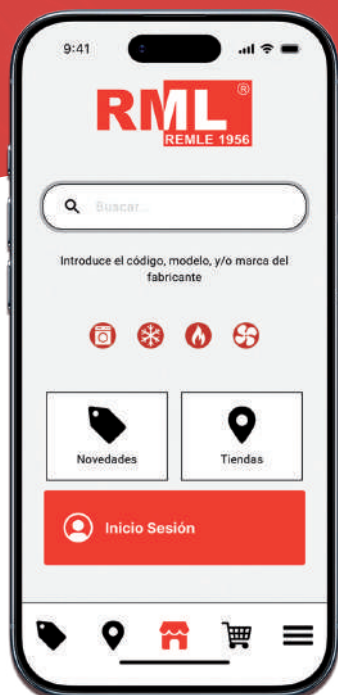 9:41
RML®
REMLE 1956
Buscar...
Introduce el código, modelo, y/o marca del
fabricante
Novedades
Tiendas
Inicio Sesión